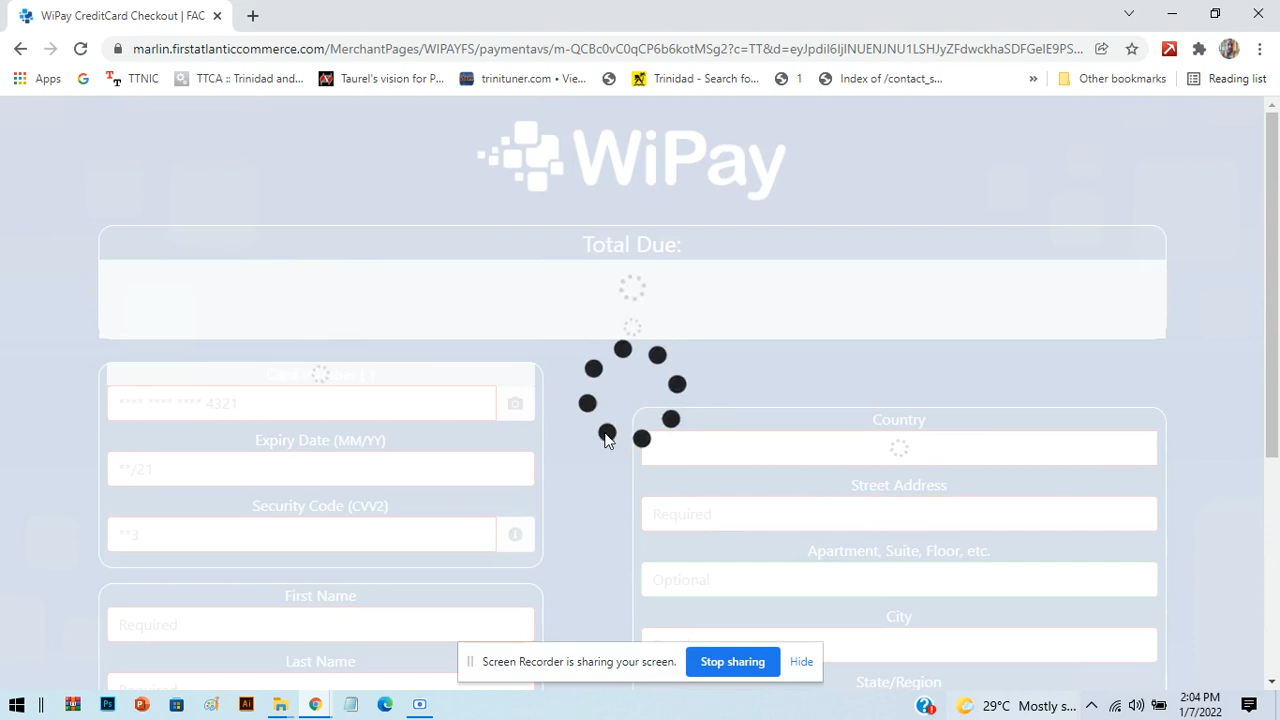 WiPay CreditCard Checkout | FAC
marlin.firstatlanticcommerce.com/MerchantPages/WIPAYFS/paymentavs/m-QCBc0vC0qCP6b6kotMSg2?c=TT&d=eyJpdiI6IjlNUENJNU1LSHJyZFdwckhaSDFGelE9PS...
Apps TTNIC TTCA :: Trinidad and... Taurel's vision for P... trinituner.com • Vie... Trinidad - Search fo... 1 Index of /contact_s... » Other bookmarks Reading list
WiPay
Total Due:
**** **** **** 4321
Expiry Date (MM/YY)
**/21
Security Code (CVV2)
**3
First Name
Required
Last Name
Country
Street Address
Required
Apartment, Suite, Floor, etc.
Optional
City
State/Region
Screen Recorder is sharing your screen. Stop sharing Hide
29°C Mostly s...
2:04 PM
1/7/2022